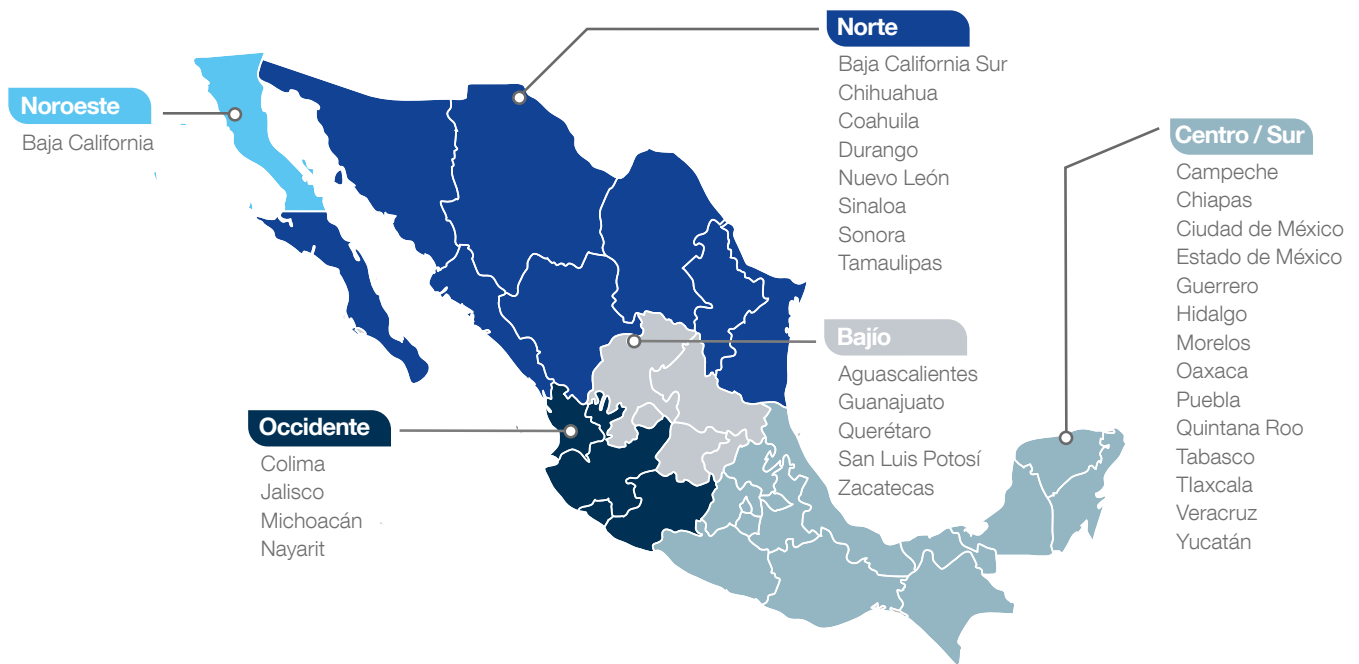 Noroeste
Baja California
Norte
Baja California Sur
Chihuahua
Coahuila
Durango
Nuevo León
Sinaloa
Sonora
Tamaulipas
Centro / Sur
Campeche
Chiapas
Ciudad de México
Estado de México
Guerrero
Hidalgo
Morelos
Oaxaca
Puebla
Quintana Roo
Tabasco
Tlaxcala
Veracruz
Yucatán
Bajío
Aguascalientes
Guanajuato
Querétaro
San Luis Potosí
Zacatecas
Occidente
Colima
Jalisco
Michoacán
Nayarit